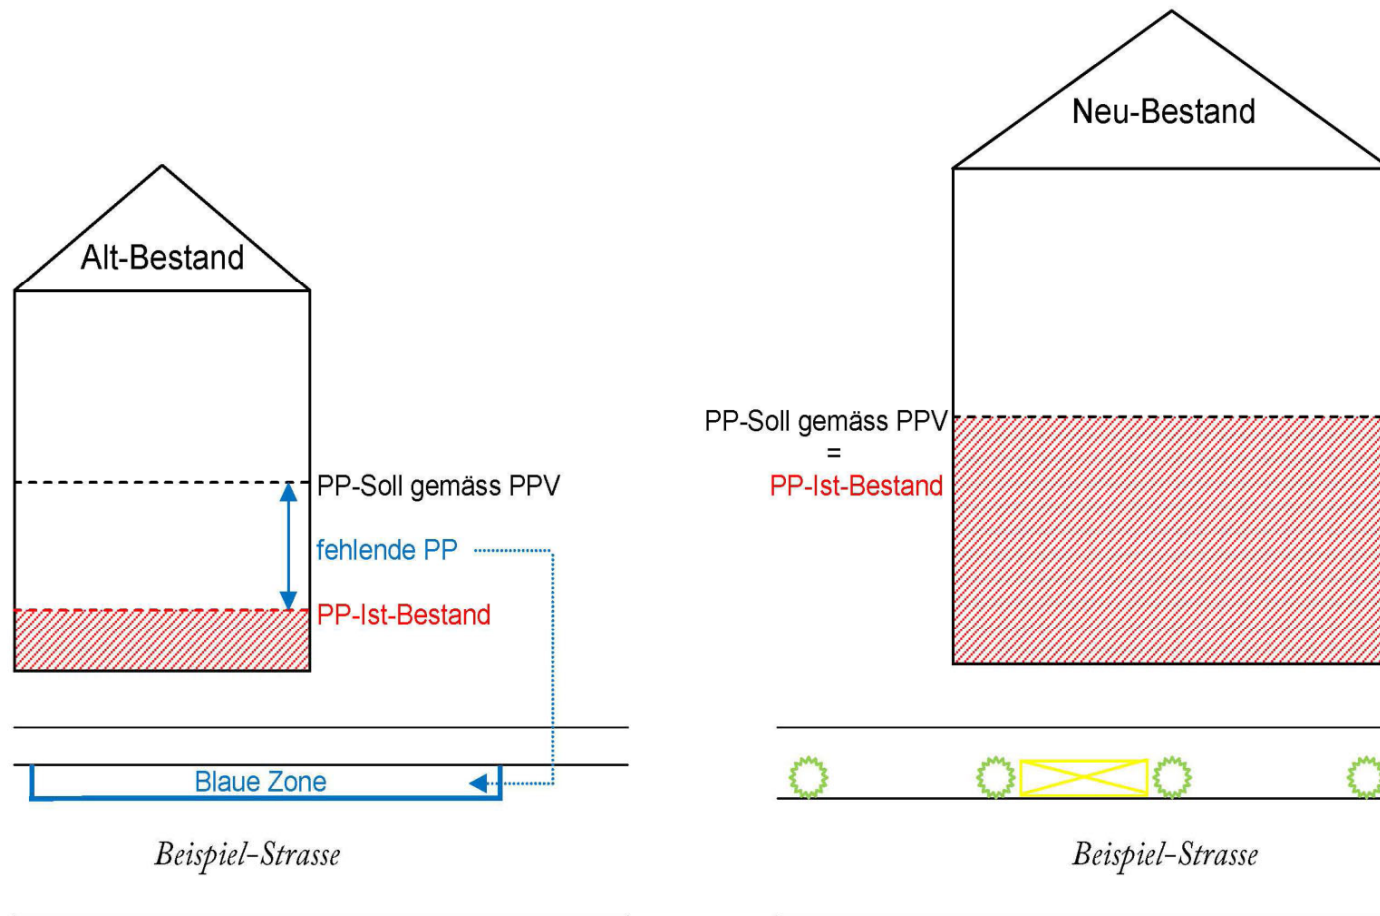 Alt-Bestand
PP-Soll gemäss PPV
fehlende PP
PP-Ist-Bestand
Blaue Zone
Beispiel-Strasse
Neu-Bestand
PP-Soll gemäss PPV
=
PP-Ist-Bestand
Beispiel-Strasse